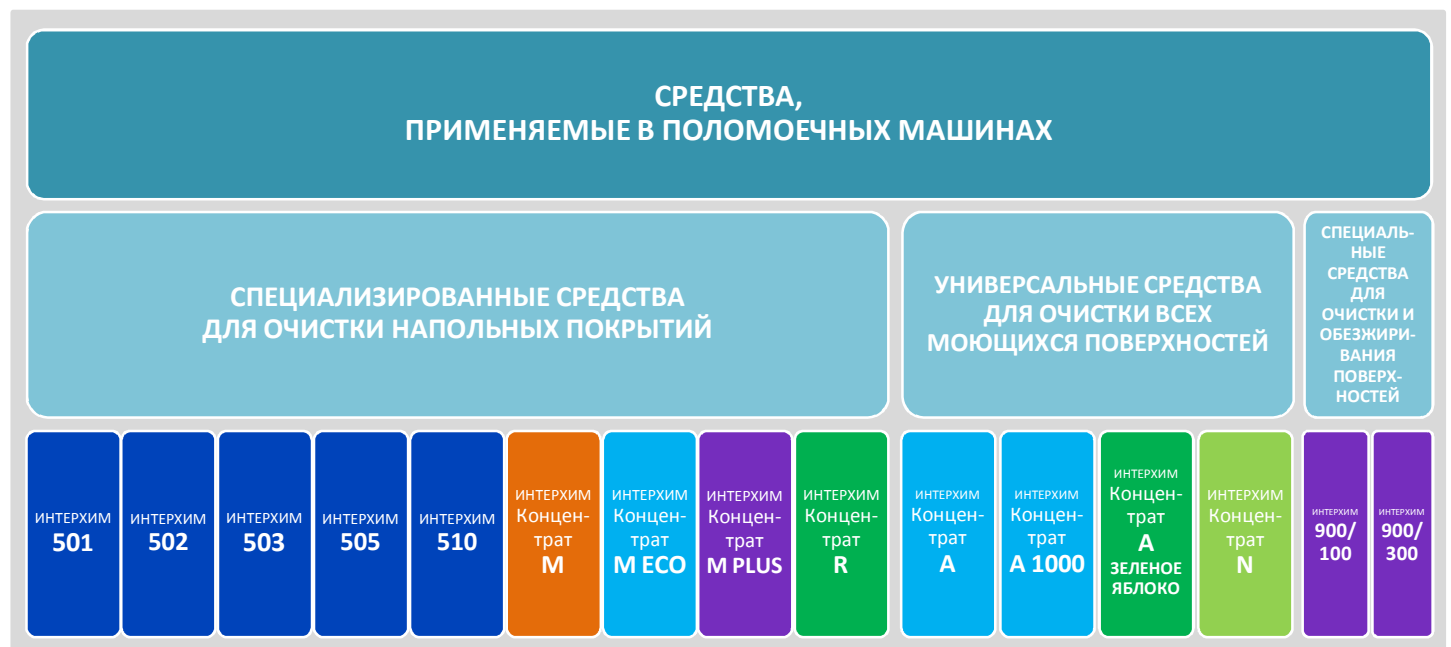 СРЕДСТВА,
ПРИМЕНЯЕМЫЕ В ПОЛОМОЕЧНЫХ МАШИНАХ
СПЕЦИАЛИЗИРОВАННЫЕ СРЕДСТВА
ДЛЯ ОЧИСТКИ НАПОЛЬНЫХ ПОКРЫТИЙ
УНИВЕРСАЛЬНЫЕ СРЕДСТВА
ДЛЯ ОЧИСТКИ ВСЕХ
МОЮЩИХСЯ ПОВЕРХНОСТЕЙ
СПЕЦИАЛЬ-
НЫЕ
СРЕДСТВА
ДЛЯ
ОЧИСТКИ И
ОБЕЗЖИРИ-
ВАНИЯ
ПОВЕРХ-
НОСТЕЙ
ИНТЕРХИМ
501
ИНТЕРХИМ
502
ИНТЕРХИМ
503
ИНТЕРХИМ
505
ИНТЕРХИМ
510
ИНТЕРХИМ
Концен-
трат
M
ИНТЕРХИМ
Концен-
трат
M ECO
ИНТЕРХИМ
Концен-
трат
M PLUS
ИНТЕРХИМ
Концен-
трат
R
ИНТЕРХИМ
Концен-
трат
A
ИНТЕРХИМ
Концен-
трат
A 1000
ИНТЕРХИМ
Концен-
трат
A
ЗЕЛЕНОЕ
ЯБЛОКО
ИНТЕРХИМ
Концен-
трат
N
ИНТЕРХИМ
900/
100
ИНТЕРХИМ
900/
300